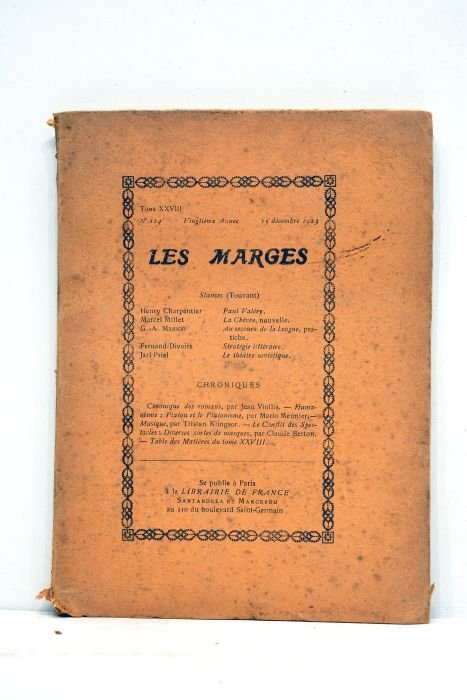 Tome XXVIII
N° 114 Vingtième Année 15 décembre 1923
LES MARGES
Stances (Touvant)
Henry Charpentier Paul Valéry.
Marcel Millet La Chèvre, nouvelle.
G.-A. Masson Au secours de la langue, pas-
tiche.
Fernand Divoire Stratégie littéraire.
Jarl Priel Le théâtre soviétique.
CHRONIQUES
Chronique des romans, par Jean Viollis. — Huma-
nisme : Platon et le Platonisme, par Mario Meunier. —
Musique, par Tristan Klingsor. — Le Conflit des Spec-
tacles : Diverses sortes de masques, par Claude Berton.
— Table des Matières du tome XXVIII.
Se publie à Paris
à la LIBRAIRIE DE FRANCE
SANTANDREA ET MARCEROU
au 110 du boulevard Saint-Germain